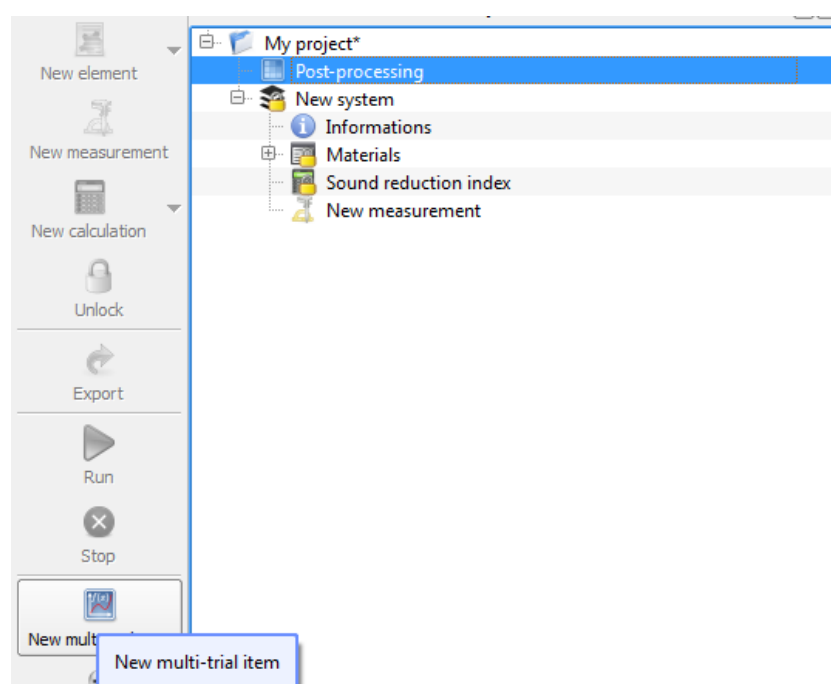 New element
New measurement
New calculation
Unlock
Export
Run
Stop
New mult
New multi-trial item
My project*
Post-processing
New system
Informations
Materials
Sound reduction index
New measurement